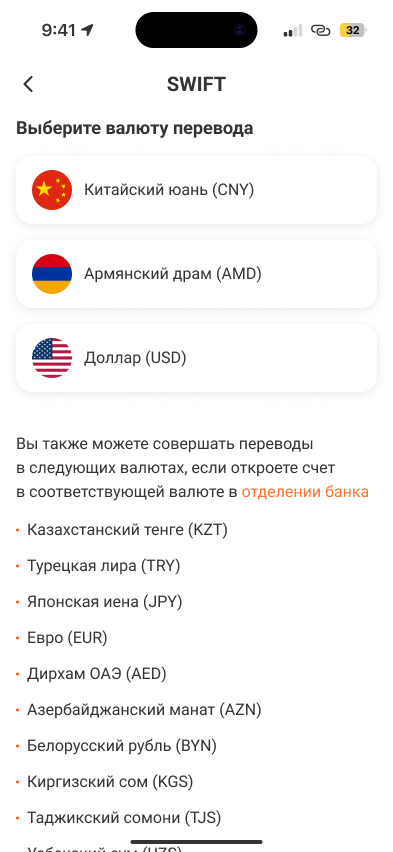 9:41
32
SWIFT
Выберите валюту перевода
Китайский юань (CNY)
Армянский драм (AMD)
Доллар (USD)
Вы также можете совершать переводы
в следующих валютах, если откроете счет
в соответствующей валюте в отделении банка
• Казахстанский тенге (KZT)
• Турецкая лира (TRY)
• Японская иена (JPY)
• Евро (EUR)
• Дирхам ОАЭ (AED)
• Азербайджанский манат (AZN)
• Белорусский рубль (BYN)
• Киргизский сом (KGS)
• Таджикский сомони (TJS)